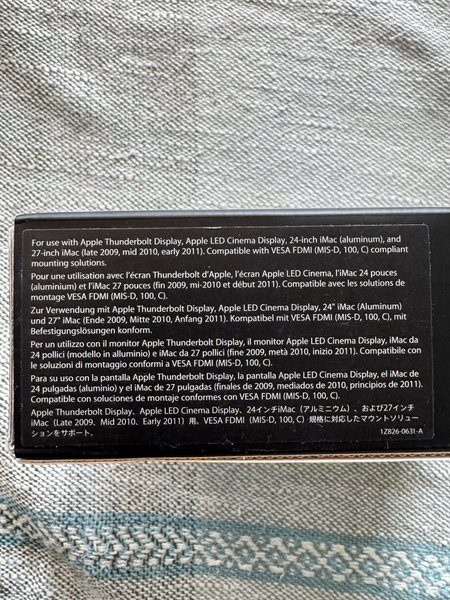 For use with Apple Thunderbolt Display, Apple LED Cinema Display, 24-inch iMac (aluminum), and
27-inch iMac (late 2009, mid 2010, early 2011). Compatible with VESA FDMI (MIS-D, 100, C) compliant
mounting solutions.
Pour une utilisation avec l'écran Thunderbolt d'Apple, l'écran Apple LED Cinema, l'iMac 24 pouces
(aluminium) et l'iMac 27 pouces (fin 2009, mi-2010 et début 2011). Compatible avec les solutions de
montage VESA FDMI (MIS-D, 100, C).
Zur Verwendung mit Apple Thunderbolt Display, Apple LED Cinema Display, 24" iMac (Aluminum)
und 27" iMac (Ende 2009, Mitte 2010, Anfang 2011). Kompatibel mit VESA FDMI (MIS-D, 100, C), mit
Befestigungslösungen konform.
Per un utilizzo con il monitor Apple Thunderbolt Display, il monitor Apple LED Cinema Display, iMac da
24 pollici (modello in alluminio) e iMac da 27 pollici (fine 2009, metà 2010, inizio 2011). Compatibile con
le soluzioni di montaggio conformi a VESA FDMI (MIS-D, 100, C).
Para su uso con la pantalla Apple Thunderbolt Display, la pantalla Apple LED Cinema Display, el iMac de
24 pulgadas (aluminio) y el iMac de 27 pulgadas (finales de 2009, mediados de 2010, principios de 2011).
Compatible con soluciones de montaje conformes con VESA FDMI (MIS-D, 100, C).
Apple Thunderbolt Display、Apple LED Cinema Display、24インチiMac（アルミニウム）、および27インチ
iMac (Late 2009、Mid 2010、Early 2011) 用。VESA FDMI (MIS-D, 100, C) 規格に対応したマウントソリュー
ションをサポート。
1Z826-0631-A